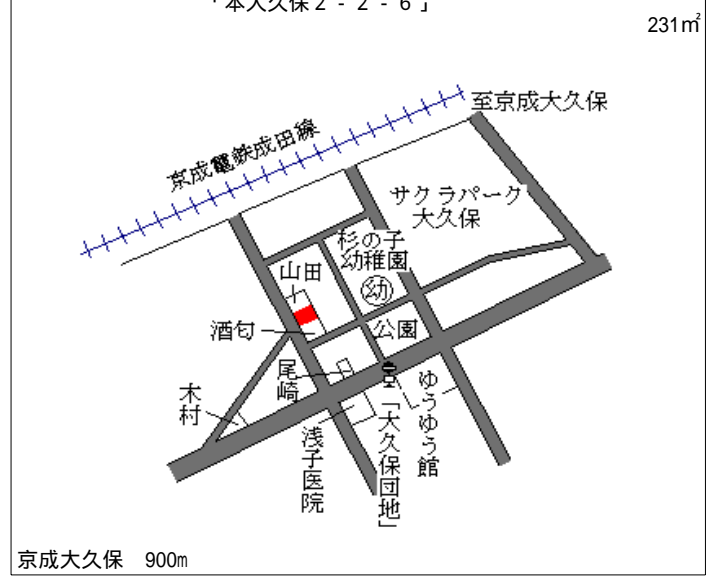 「本大久保２‐２‐６」
231㎡
至京成大久保
京成電鉄成田線
サクラパーク
大久保
杉の子
幼稚園
幼
山田
酒匂
公園
尾崎
木村
浅子医院
「大久保団地」
ゆうゆう館
京成大久保　900m